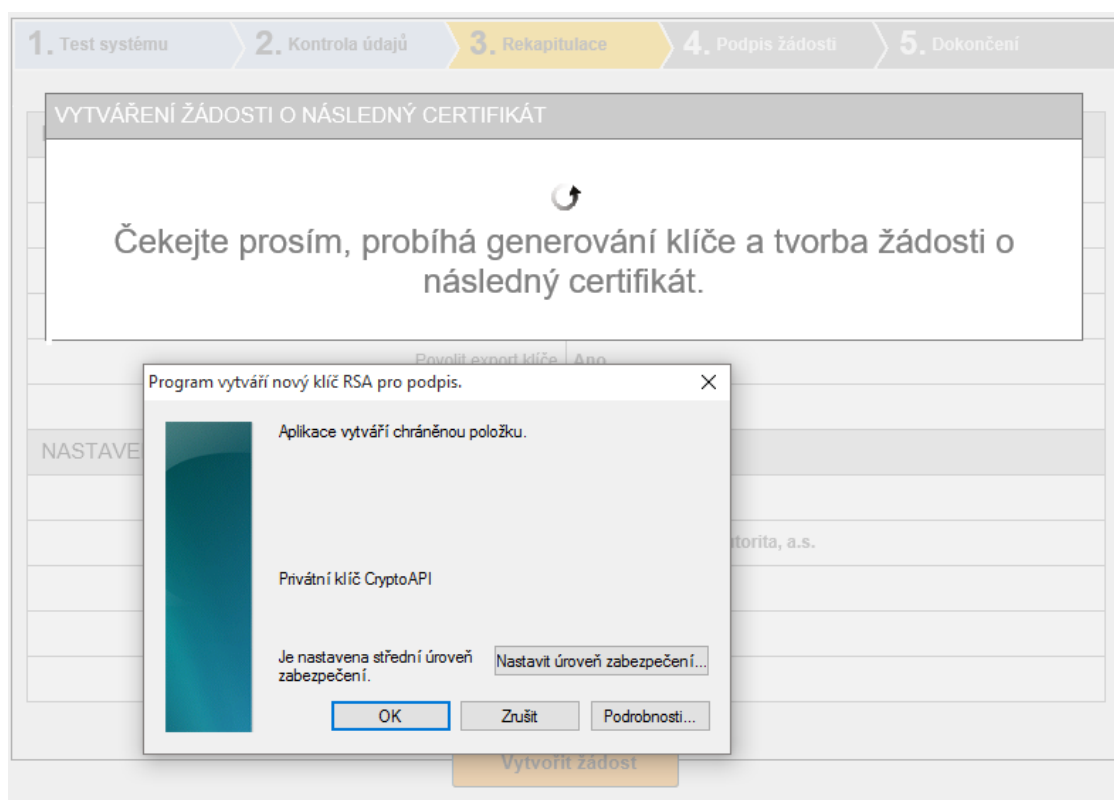 1. Test systému
2. Kontrola údajů
3. Rekapitulace
4. Podpis žádosti
5. Dokončení
VYTVÁŘENÍ ŽÁDOSTI O NÁSLEDNÝ CERTIFIKÁT
Čekejte prosím, probíhá generování klíče a tvorba žádosti o
následný certifikát.
Povolit export klíče Ano
Program vytváří nový klíč RSA pro podpis.
Aplikace vytváří chráněnou položku.
NASTAVE
a.s.
Privátní klíč CryptoAPI
Je nastavena střední úroveň
zabezpečení.
Nastavit úroveň zabezpečení...
OK
Zrušit
Podrobnosti...
Vytvořit žádost